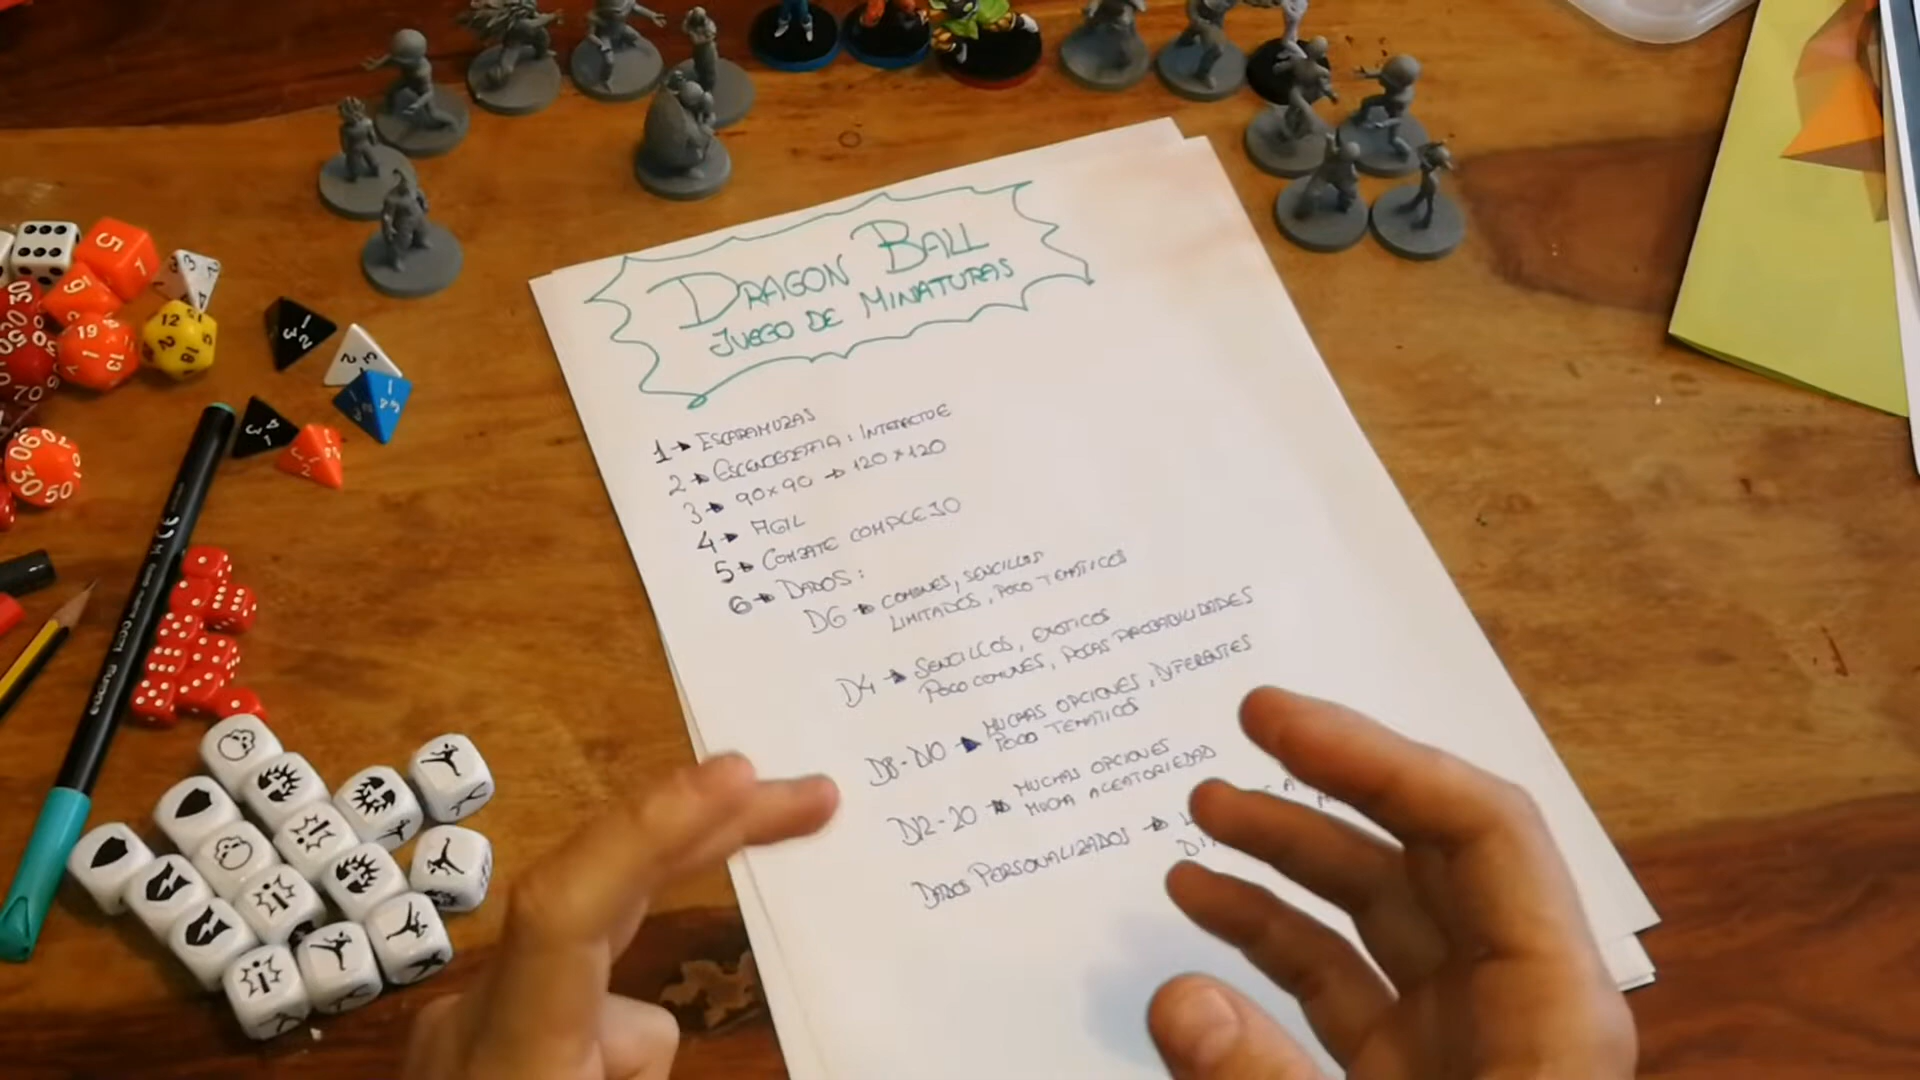 DRAGON BALL
JUEGO DE MINATURAS
1→ ESCARAMUZAS
2→ ESCENOGRAFIA: INTERACTUE
3→ 90x90 → 120x120
4→ AGIL
5→ COMBATE COMPLEJO
6→ DADOS:
D6 → COMUNES, SENCILLOS
LIMITADOS, POCO TEMATICOS
D4 → SENCILLOS, EXOTICOS
POCO COMUNES, POCAS PROBABILIDADES
D8-D10 → MUCHAS OPCIONES, DIFERENTES
POCO TEMATICOS
D12-20 → MUCHAS OPCIONES
MUCHA ALEATORIEDAD
DADOS PERSONALIZADOS →